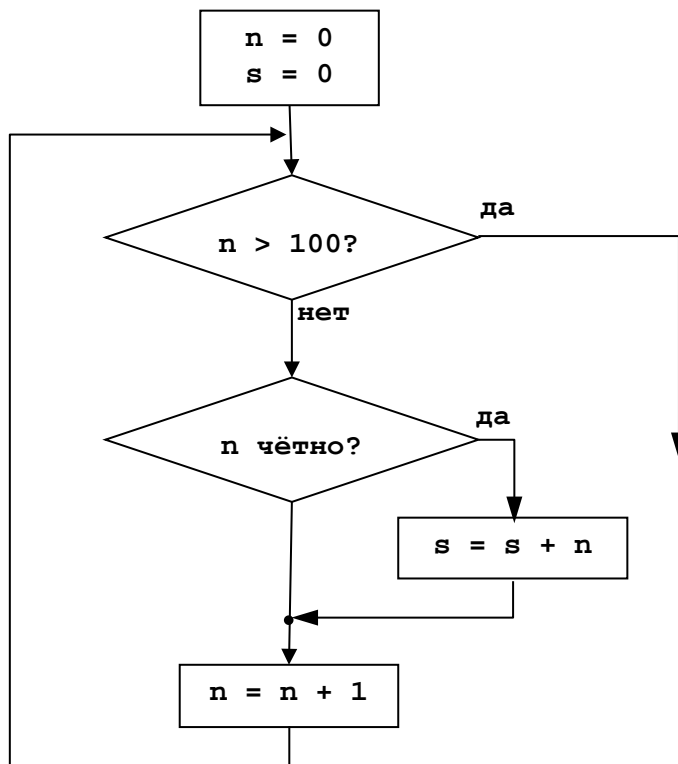 n = 0
s = 0
да
n > 100?
нет
да
n чётно?
s = s + n
n = n + 1